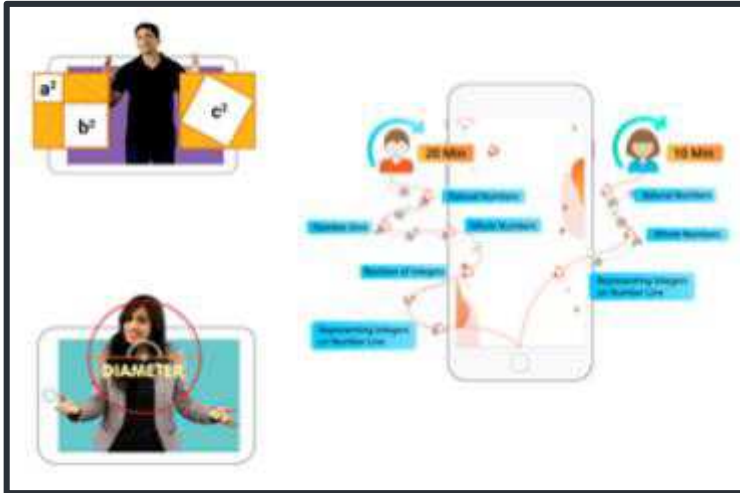 a²
b²
c²
DIAMETER
20 Min
Natural Numbers
Number Line
Whole Numbers
Position of Integers
Representing Integers
on Number Line
10 Min
Natural Numbers
Whole Numbers
Representing Integers
on Number Line